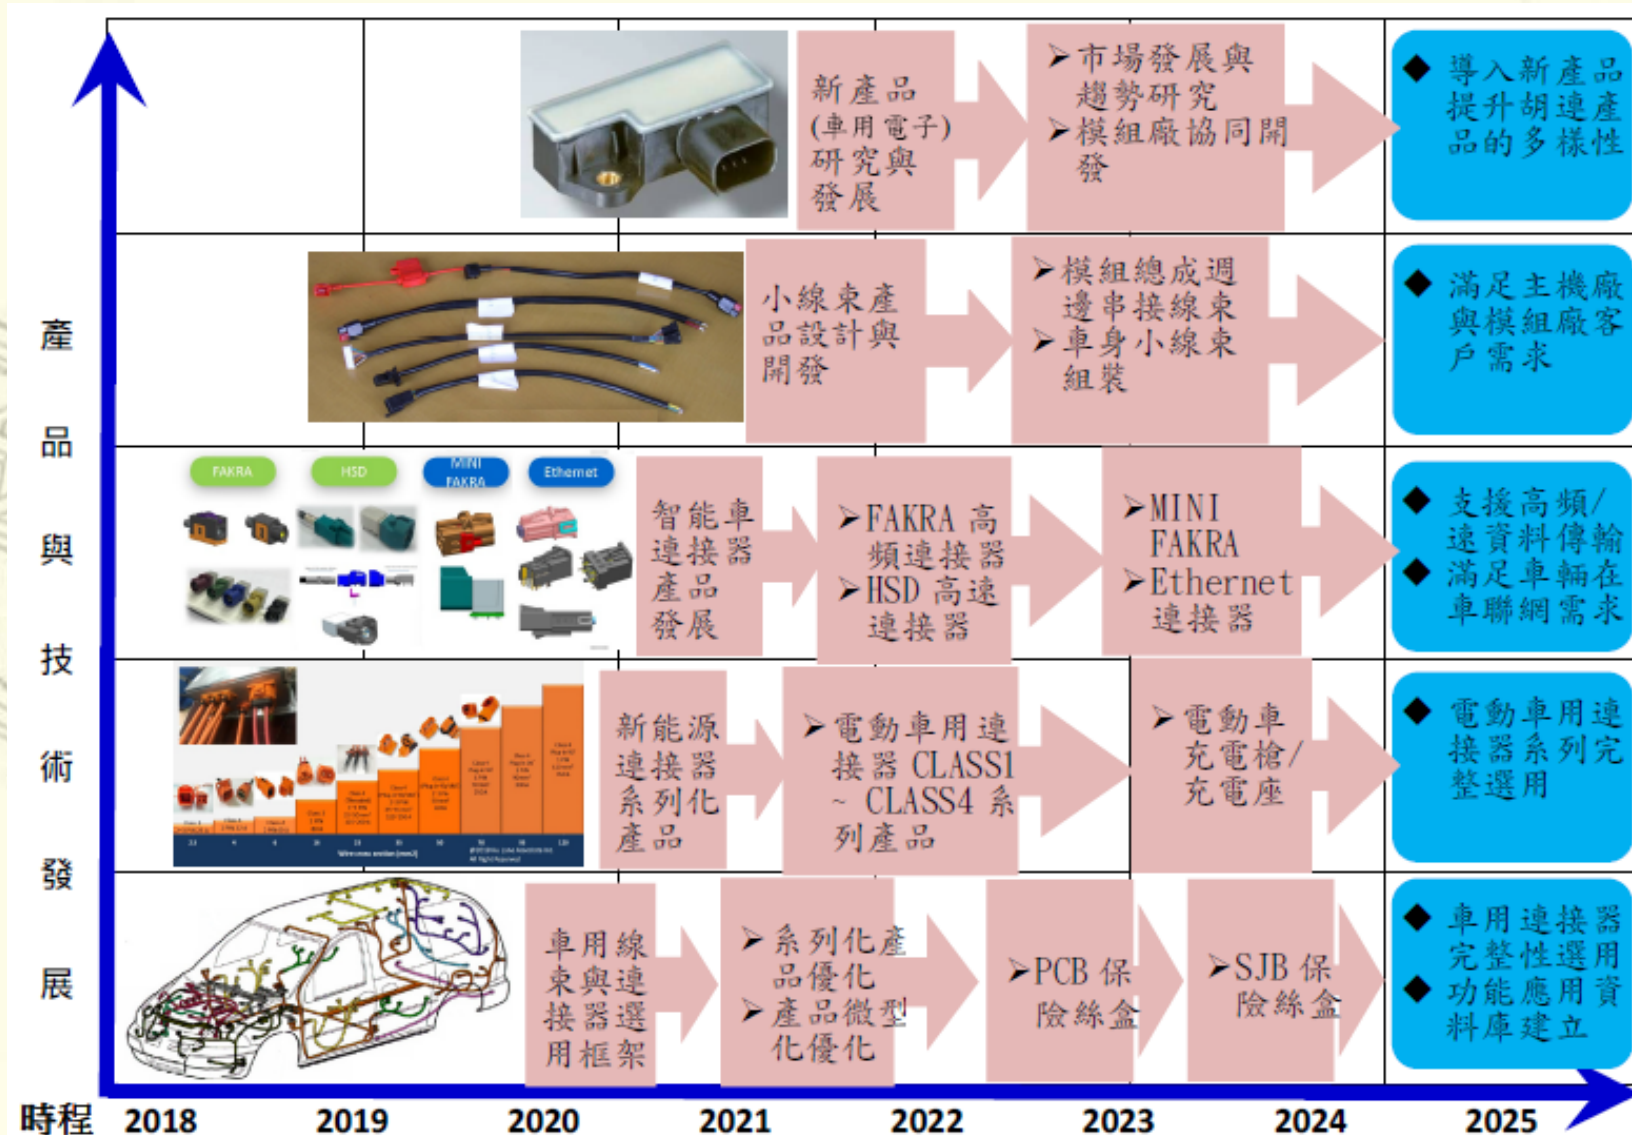 新產品
(車用電子)
研究與
發展
➢市場發展與
趨勢研究
➢模組廠協同開
發
◆ 導入新產品
提升胡連產
品的多樣性
小線束產
品設計與
開發
➢模組總成週
邊串接線束
➢車身小線束
組裝
◆ 滿足主機廠
與模組廠客
戶需求
FAKRA
HSD
MINI
FAKRA
Ethernet
智能車
連接器
產品
發展
➢FAKRA 高
頻連接器
➢HSD 高速
連接器
➢MINI
FAKRA
➢Ethernet
連接器
◆ 支援高頻/
速資料傳輸
◆ 滿足車輛在
車聯網需求
新能源
連接器
系列化
產品
➢電動車用連
接器 CLASS1
~ CLASS4 系
列產品
➢電動車
充電槍/
充電座
◆ 電動車用連
接器系列完
整選用
Wire cross section (mm2)
車用線
束與連
接器選
用框架
➢系列化產
品優化
➢產品微型
化優化
➢PCB 保
險絲盒
➢SJB 保
險絲盒
◆ 車用連接器
完整性選用
◆ 功能應用資
料庫建立
產
品
與
技
術
發
展
時程 2018 2019 2020 2021 2022 2023 2024 2025